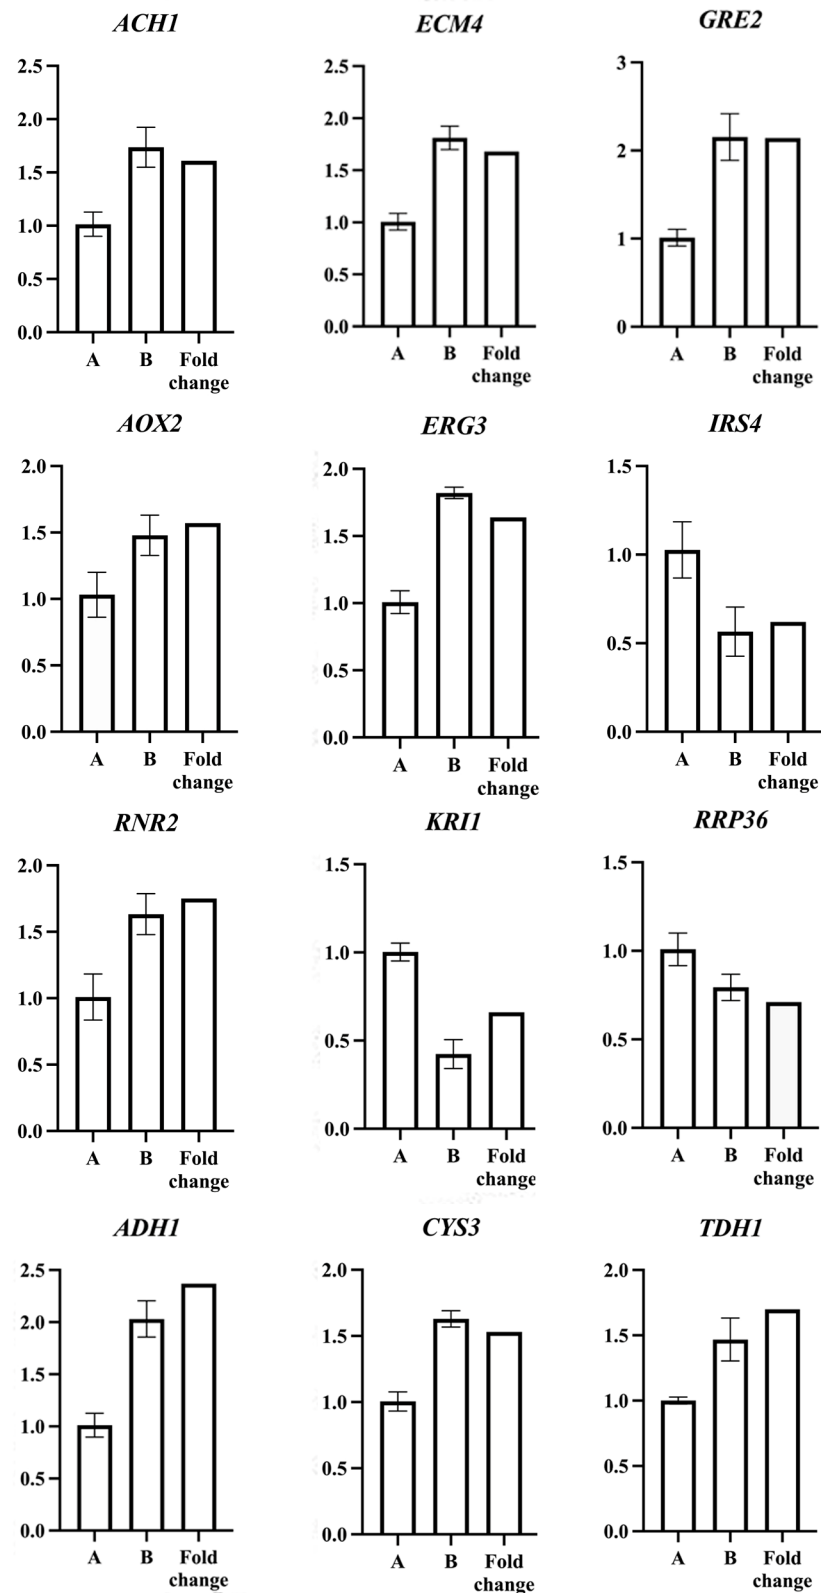 ACH1
2.5
2.0
1.5
1.0
0.5
0.0
A B Fold
change
ECM4
2.5
2.0
1.5
1.0
0.5
0.0
A B Fold
change
GRE2
3
2
1
0
A B Fold
change
AOX2
2.0
1.5
1.0
0.5
0.0
A B Fold
change
ERG3
2.0
1.5
1.0
0.5
0.0
A B Fold
change
IRS4
1.5
1.0
0.5
0.0
A B Fold
change
RNR2
2.0
1.5
1.0
0.5
0.0
A B Fold
change
KRI1
1.5
1.0
0.5
0.0
A B Fold
change
RRP36
1.5
1.0
0.5
0.0
A B Fold
change
ADH1
2.5
2.0
1.5
1.0
0.5
0.0
A B Fold
change
CYS3
2.0
1.5
1.0
0.5
0.0
A B Fold
change
TDH1
2.0
1.5
1.0
0.5
0.0
A B Fold
change